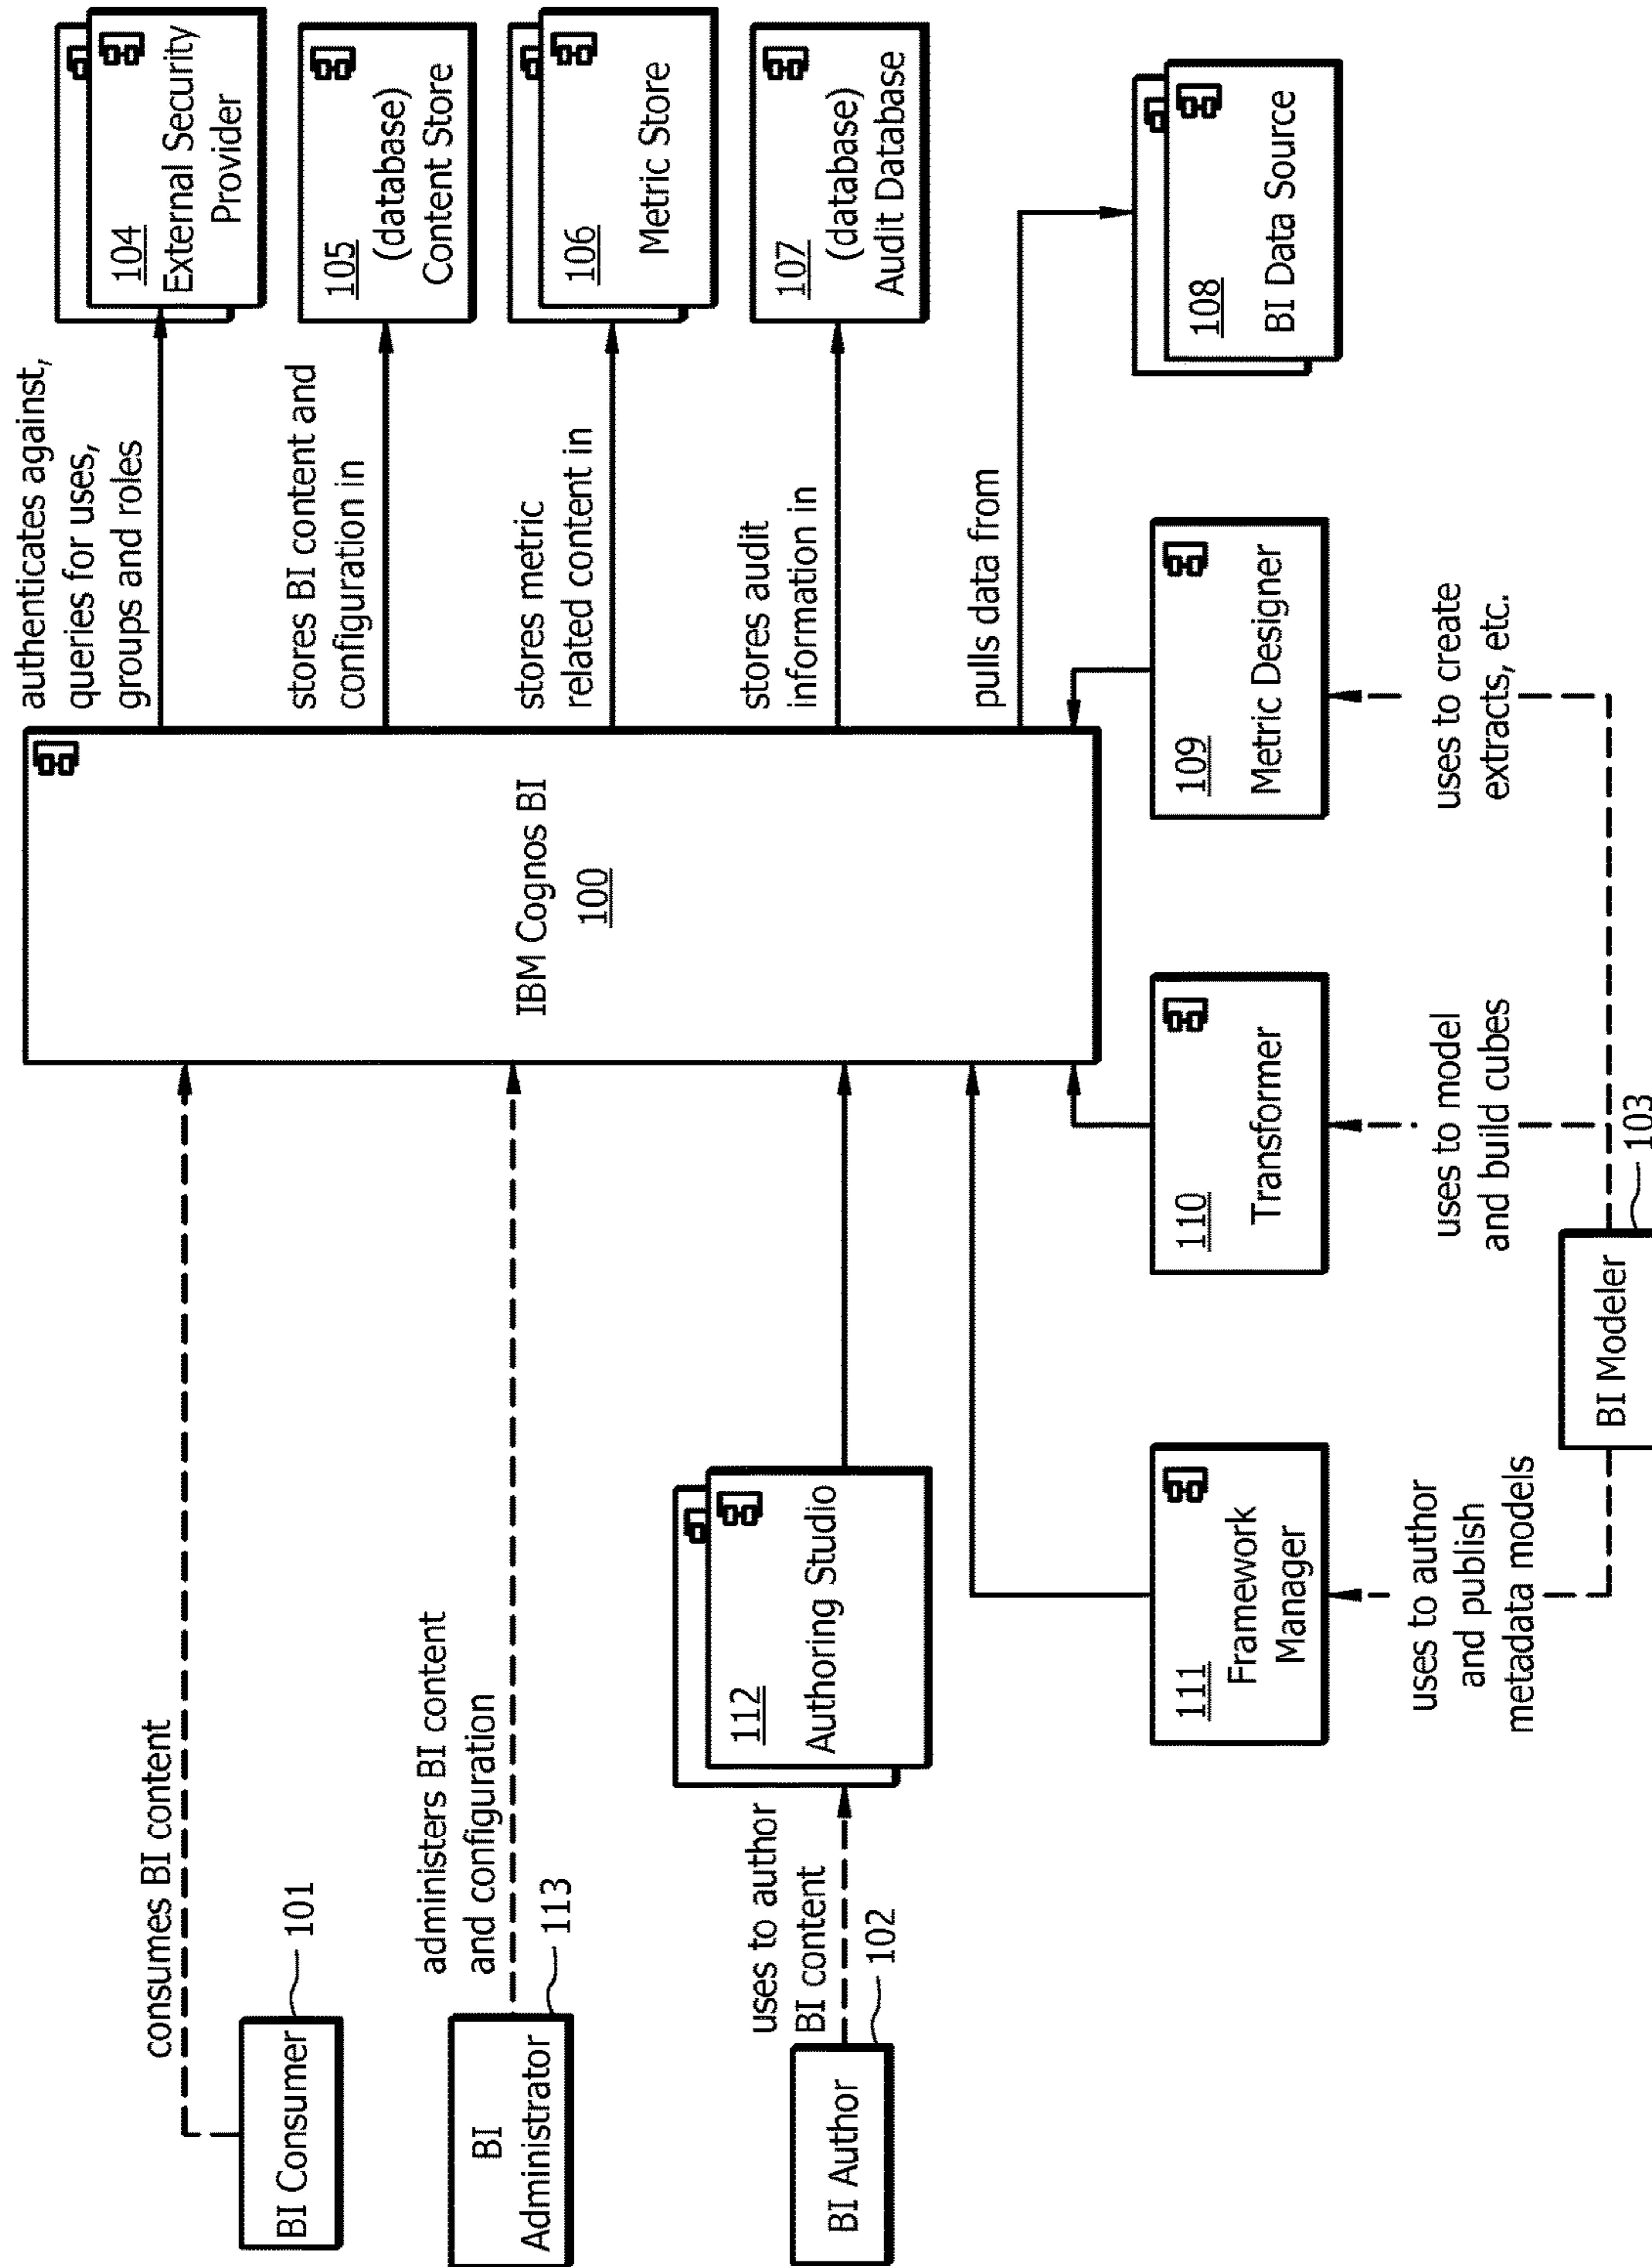 consumes BI content
BI Consumer
101
administers BI content
and configuration
BI
Administrator
113
uses to author
BI content
BI Author
102
112
Authoring Studio
IBM Cognos BI
100
authenticates against,
queries for uses,
groups and roles
104
External Security
Provider
stores BI content and
configuration in
105
(database)
Content Store
stores metric
related content in
106
Metric Store
stores audit
information in
107
(database)
Audit Database
pulls data from
108
BI Data Source
111
Framework
Manager
110
Transformer
109
Metric Designer
uses to author
and publish
metadata models
uses to model
and build cubes
uses to create
extracts, etc.
BI Modeler
103